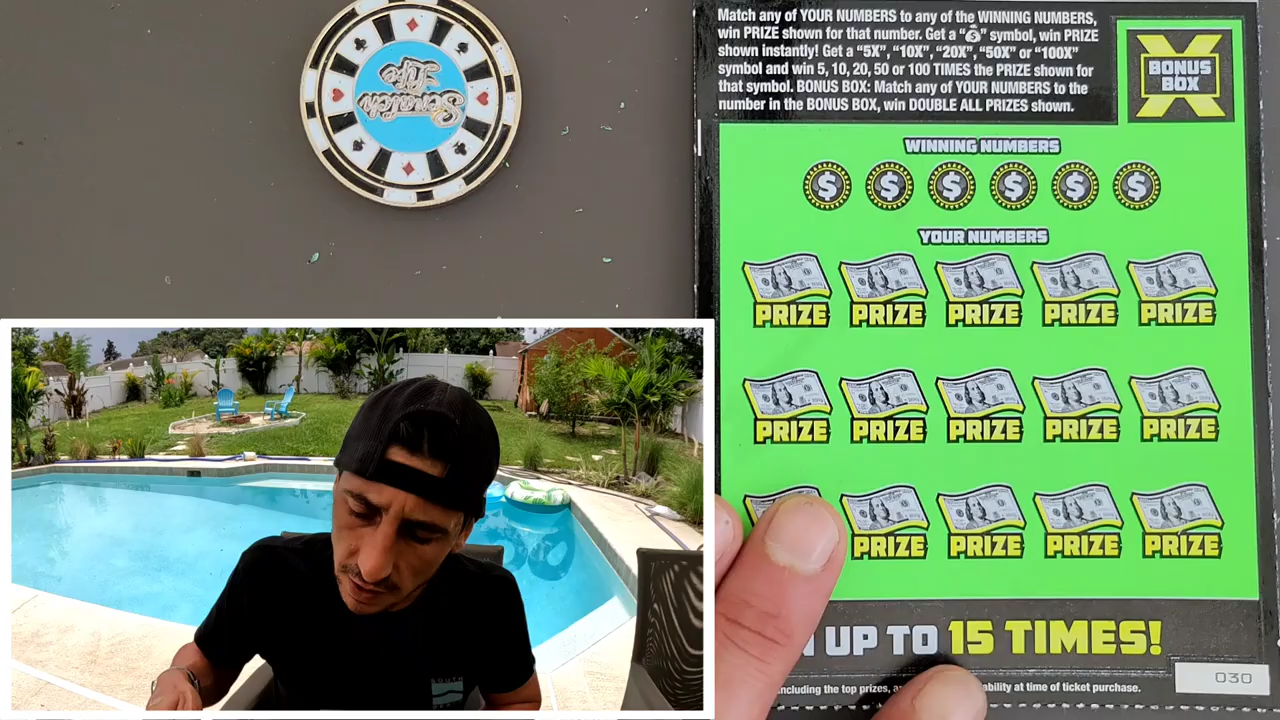 Match any of YOUR NUMBERS to any of the WINNING NUMBERS,
win PRIZE shown for that number. Get a "$" symbol, win PRIZE
shown instantly! Get a "5X", "10X", "20X", "50X" or "100X"
symbol and win 5, 10, 20, 50 or 100 TIMES the PRIZE shown for
that symbol. BONUS BOX: Match any of YOUR NUMBERS to the
number in the BONUS BOX, win DOUBLE ALL PRIZES shown.
BONUS
BOX
Scratch
Life
WINNING NUMBERS
$ $ $ $ $ $
YOUR NUMBERS
PRIZE PRIZE PRIZE PRIZE PRIZE
PRIZE PRIZE PRIZE PRIZE PRIZE
PRIZE PRIZE PRIZE PRIZE
UP TO 15 TIMES!
030
including the top prizes, at time of ticket purchase.
SOUTH